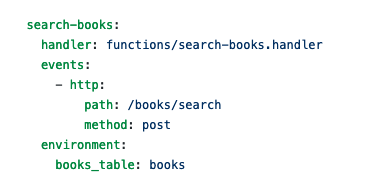 search-books:
  handler: functions/search-books.handler
  events:
    - http:
        path: /books/search
        method: post
  environment:
    books_table: books